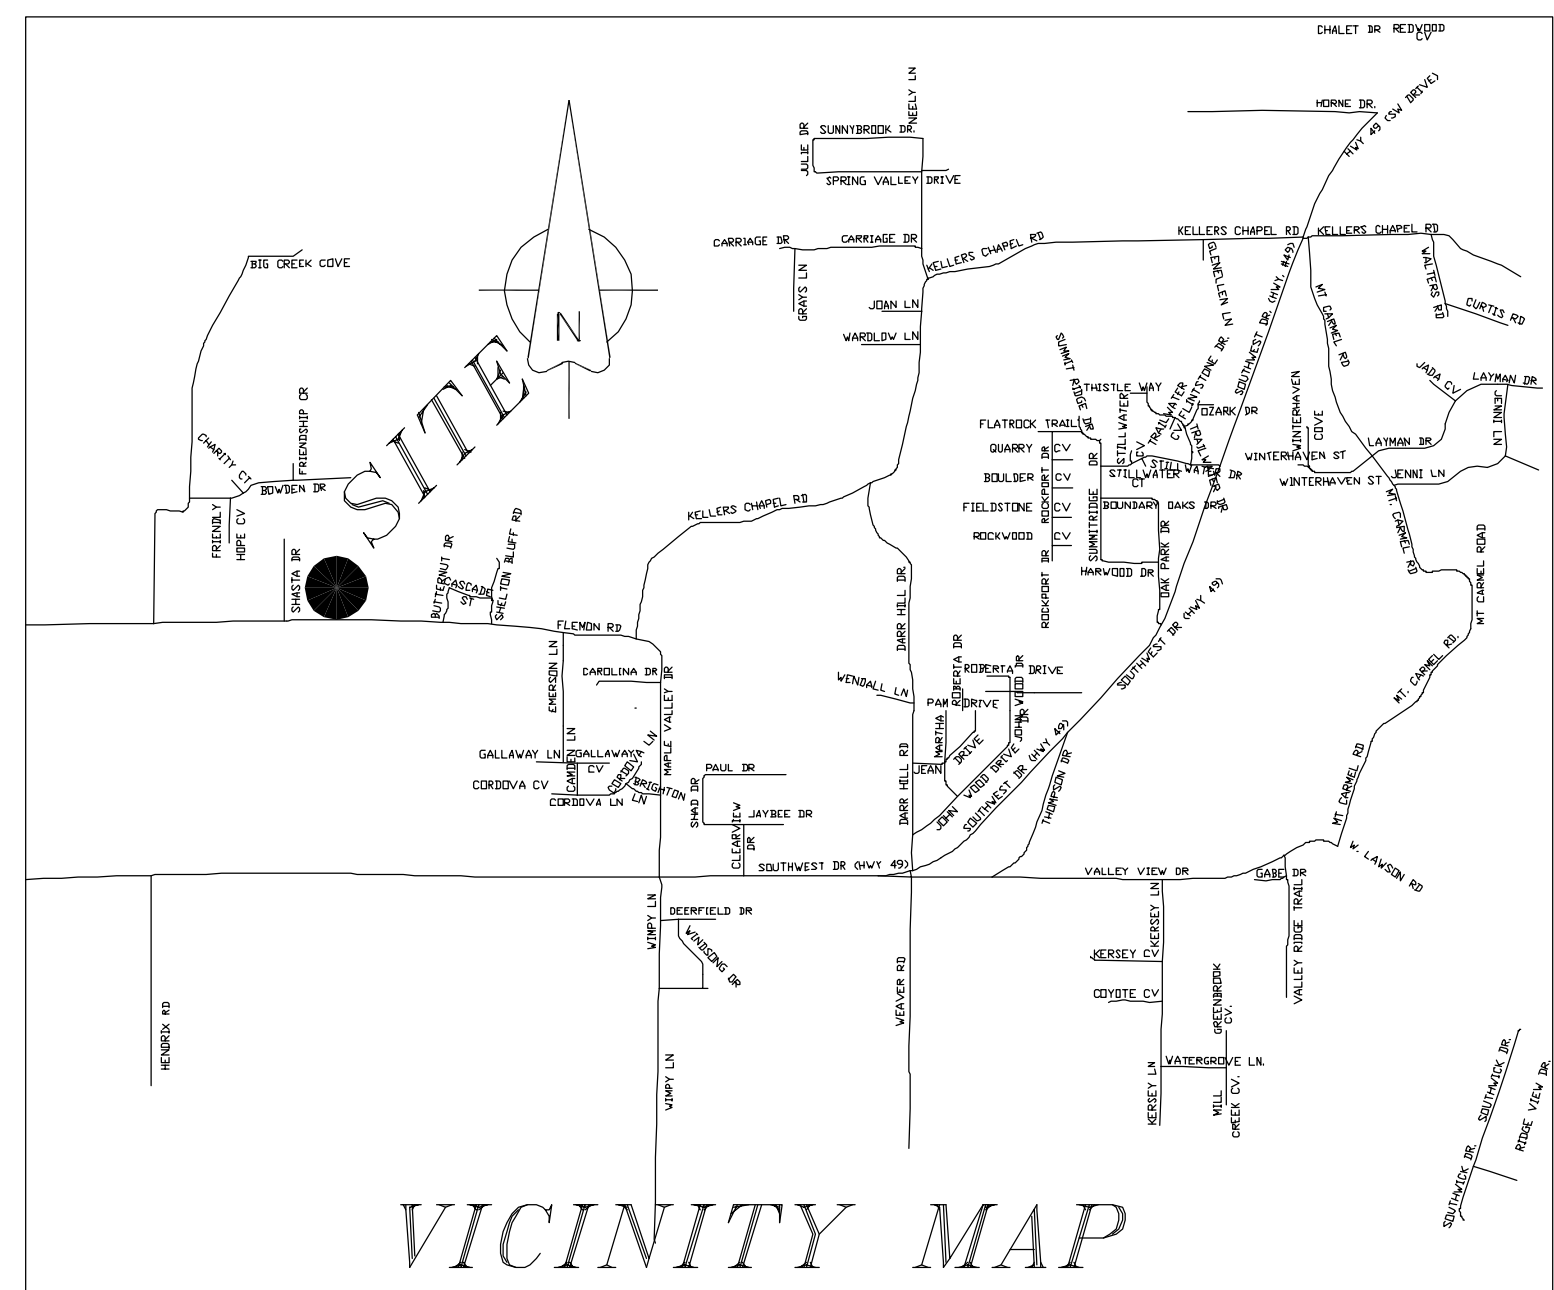 CHALET DR REDWOOD
CV
HWY 49 (SW DRIVE)
HORNE DR.
NEELY LN
SUNNYBROOK DR.
JULIE DR
SPRING VALLEY DRIVE
CARRIAGE DR
CARRIAGE DR
KELLERS CHAPEL RD
KELLERS CHAPEL RD
KELLERS CHAPEL RD
BIG CREEK COVE
GRAYS LN
GLENELLEN LN
SOUTHWEST DR. (HWY. #49)
MT CARMEL RD
WALTERS RD
CURTIS RD
JOAN LN
WARDLOW LN
N
SITE
SUMMIT RIDGE DR
THISTLE WAY
FLINTSTONE DR.
TRAILWATER
CV
OZARK DR
STILLWATER
CV
TRAILWATER DR
WINTERHAVEN
COVE
JADA CV
LAYMAN DR
JENNI LN
FRIENDSHIP CR
CHARITY CT
BOWDEN DR
FLATROCK TRAIL
QUARRY CV
BOULDER CV
FIELDSTONE CV
ROCKWOOD CV
ROCKPORT DR
ROCKPORT DR
SUMMITRIDGE DR
STILLWATER DR
STILLWATER
CT
BOUNDARY OAKS DR
HARWOOD DR
OAK PARK DR
WINTERHAVEN ST
WINTERHAVEN ST
LAYMAN DR
JENNI LN
MT. CARMEL RD
MT CARMEL ROAD
FRIENDLY
HOPE CV
KELLERS CHAPEL RD
SHASTA DR
BUTTERNUT DR
CASCADE
ST
SHELTON BLUFF RD
FLEMON RD
DARR HILL DR.
SOUTHWEST DR (HWY 49)
MT. CARMEL RD.
EMERSON LN
CAROLINA DR
MAPLE VALLEY DR
WENDALL LN
ROBERTA DR
ROBERTA DRIVE
PAM DRIVE
JOHN WOOD DR
DR
MARTHA
JEAN DRIVE
JOHN WOOD DRIVE
SOUTHWEST DR (HWY 49)
THOMPSON DR
MT CARMEL RD
GALLAWAY LN
GALLAWAY
CV
CAMDEN LN
CORDOVA LN
CORDOVA CV
CORDOVA LN
BRIGHTON
LN
PAUL DR
SHAD DR
JAYBEE DR
CLEARVIEW
DR
DARR HILL RD
SOUTHWEST DR (HWY 49)
VALLEY VIEW DR
W. LAWSON RD
GABE DR
VALLEY RIDGE TRAIL
WIMPY LN
DEERFIELD DR
WINDSONG DR
KERSEY LN
KERSEY CV
COYOTE CV
WEAVER RD
GREENBROOK
CV.
HENDRIX RD
WIMPY LN
WATERGROVE LN.
KERSEY LN
MILL
CREEK CV.
SOUTHWICK DR.
RIDGE VIEW DR.
SOUTHWICK DR.
VICINITY MAP